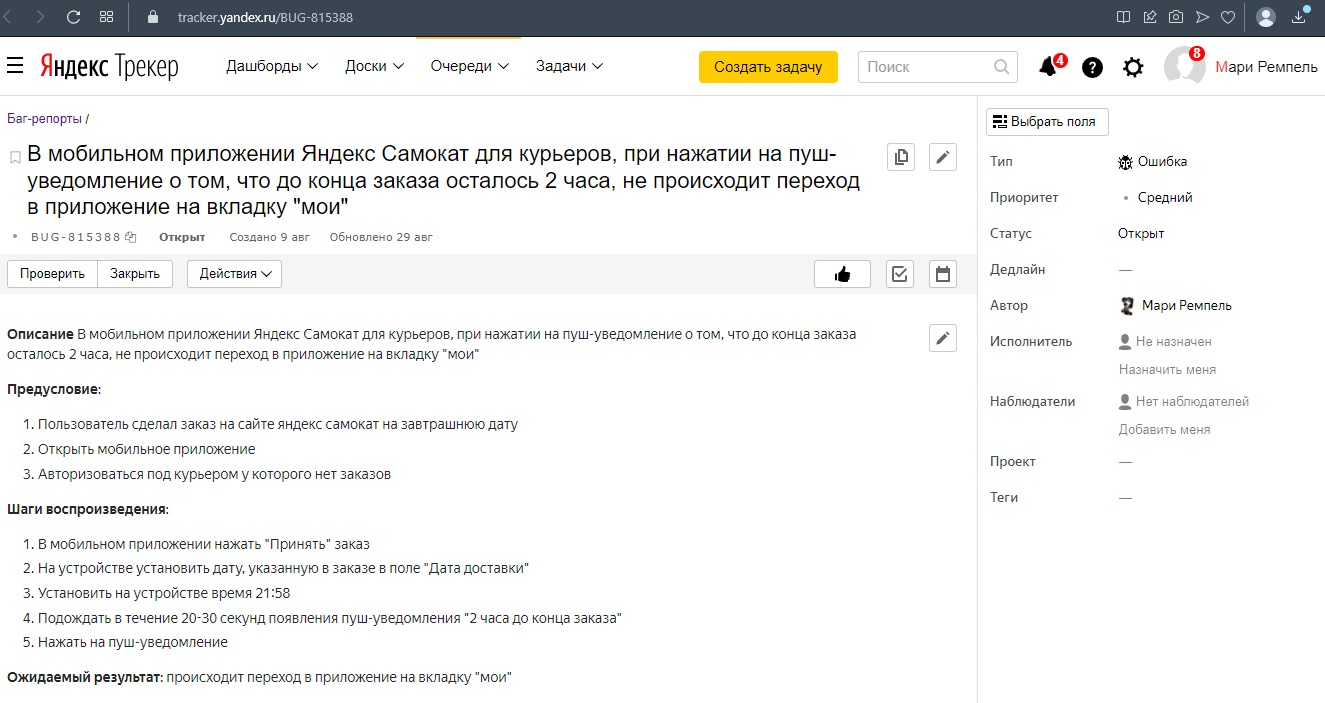 tracker.yandex.ru/BUG-815388
Яндекс Трекер
Дашборды
Доски
Очереди
Задачи
Создать задачу
Поиск
4
8
Мари Ремпель
Баг-репорты /
В мобильном приложении Яндекс Самокат для курьеров, при нажатии на пуш-
уведомление о том, что до конца заказа осталось 2 часа, не происходит переход
в приложение на вкладку "мои"
BUG-815388 Открыт Создано 9 авг Обновлено 29 авг
Проверить Закрыть Действия
Описание В мобильном приложении Яндекс Самокат для курьеров, при нажатии на пуш-уведомление о том, что до конца заказа
осталось 2 часа, не происходит переход в приложение на вкладку "мои"
Предусловие:
1. Пользователь сделал заказ на сайте яндекс самокат на завтрашнюю дату
2. Открыть мобильное приложение
3. Авторизоваться под курьером у которого нет заказов
Шаги воспроизведения:
1. В мобильном приложении нажать "Принять" заказ
2. На устройстве установить дату, указанную в заказе в поле "Дата доставки"
3. Установить на устройстве время 21:58
4. Подождать в течение 20-30 секунд появления пуш-уведомления "2 часа до конца заказа"
5. Нажать на пуш-уведомление
Ожидаемый результат: происходит переход в приложение на вкладку "мои"
Выбрать поля
Тип Ошибка
Приоритет Средний
Статус Открыт
Дедлайн —
Автор Мари Ремпель
Исполнитель Не назначен
Назначить меня
Наблюдатели Нет наблюдателей
Добавить меня
Проект —
Теги —